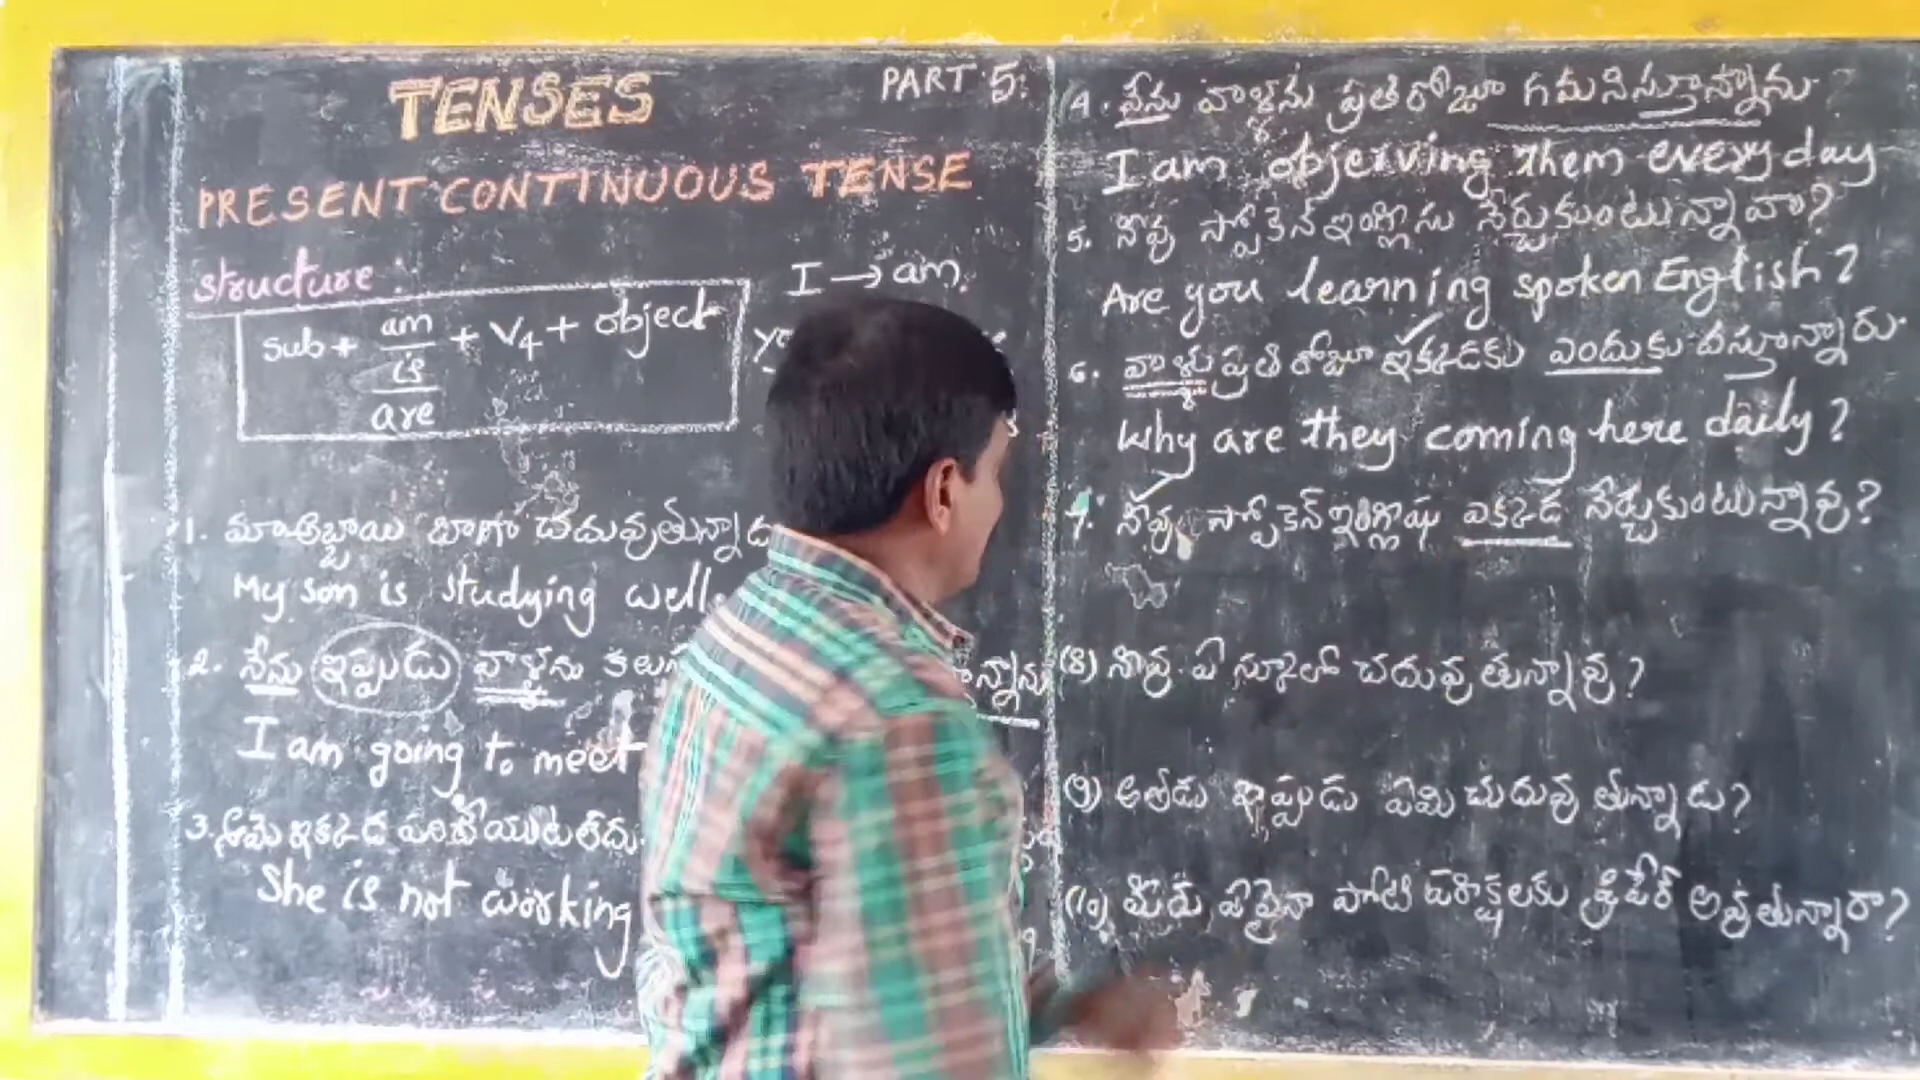 TENSES
PART 5:
PRESENT CONTINUOUS TENSE
structure:
sub + am + V4 + object
is
are
I → am
1. మా అబ్బాయి బాగా చదువుతున్నా
My son is studying well.
2. నేను ఇప్పుడు వాళ్ళను కలు
I am going to meet
3. ఆమె ఇక్కడ పనిచేయుటలేదు.
She is not working
4. నేను వాళ్ళను ప్రతిరోజూ గమనిస్తూన్నాను.
I am objerving them every day
5. నీవు స్పోకెన్ ఇంగ్లీసు నేర్చుకుంటున్నావా?
Are you learning spoken English?
6. వాళ్ళు ప్రతి రోజూ ఇక్కడకు ఎందుకు వస్తూన్నారు.
Why are they coming here daily?
7. నీవు స్పోకెన్ ఇంగ్లీషు ఎక్కడ నేర్చుకుంటున్నావు?
(8) నీవు ఏ స్కూల్లో చదువుతున్నావు?
(9) అతడు ఇప్పుడు ఏమి చదువుతున్నాడు?
(10) మీరు ఏమైనా పోటీ పరీక్షలకు ప్రిపేర్ అవుతున్నారా?